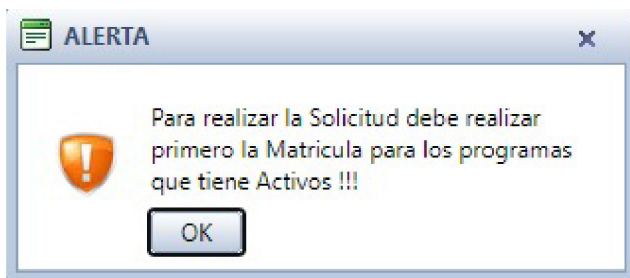 ALERTA
Para realizar la Solicitud debe realizar
primero la Matricula para los programas
que tiene Activos !!!
OK